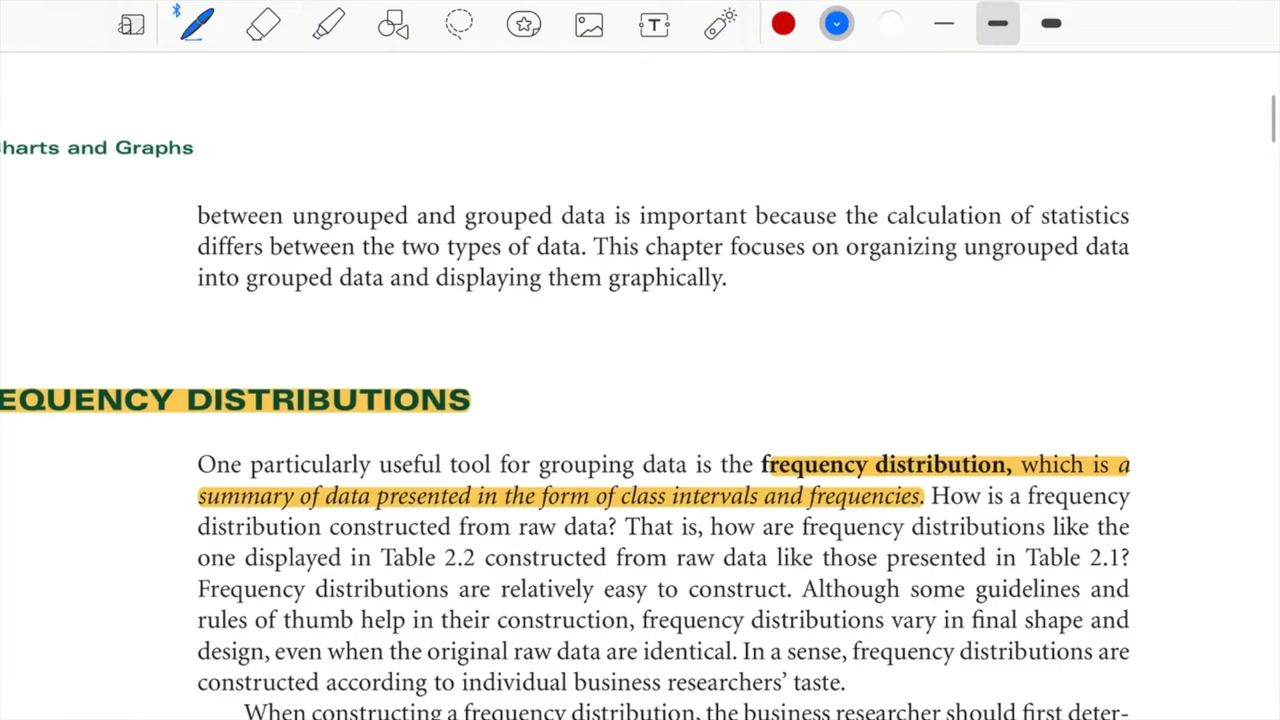 harts and Graphs
between ungrouped and grouped data is important because the calculation of statistics
differs between the two types of data. This chapter focuses on organizing ungrouped data
into grouped data and displaying them graphically.
EQUENCY DISTRIBUTIONS
One particularly useful tool for grouping data is the frequency distribution, which is a
summary of data presented in the form of class intervals and frequencies. How is a frequency
distribution constructed from raw data? That is, how are frequency distributions like the
one displayed in Table 2.2 constructed from raw data like those presented in Table 2.1?
Frequency distributions are relatively easy to construct. Although some guidelines and
rules of thumb help in their construction, frequency distributions vary in final shape and
design, even when the original raw data are identical. In a sense, frequency distributions are
constructed according to individual business researchers’ taste.
When constructing a frequency distribution, the business researcher should first deter-